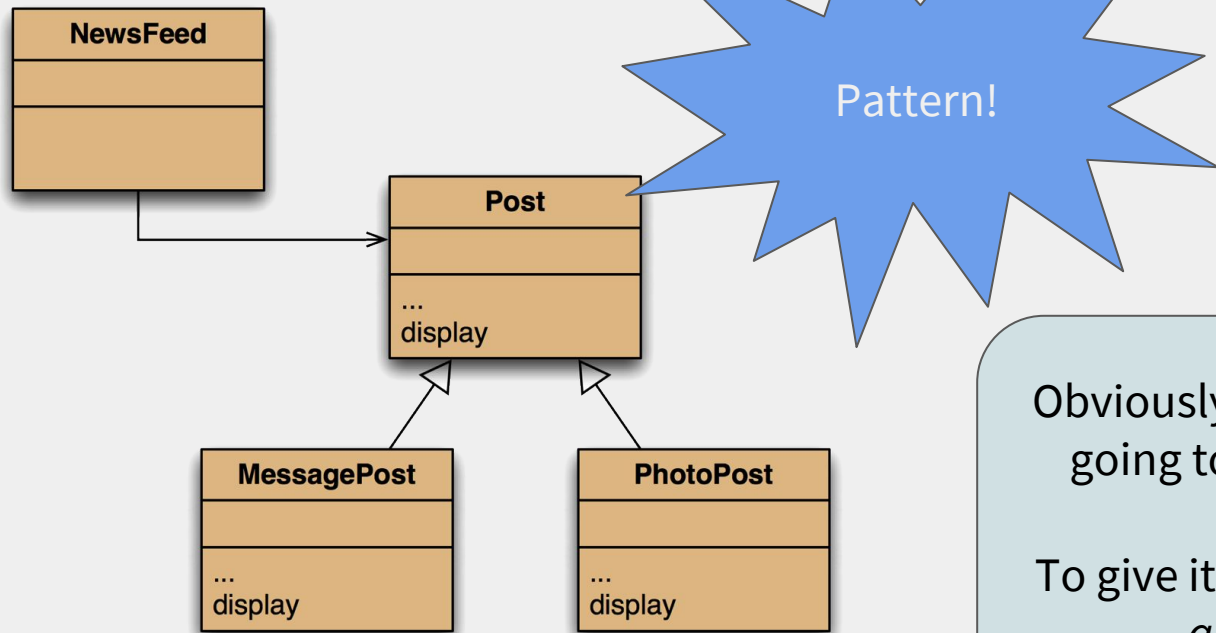 NewsFeed
Pattern!
Post
...
display
MessagePost
...
display
PhotoPost
...
display
Obviously
going to
To give it